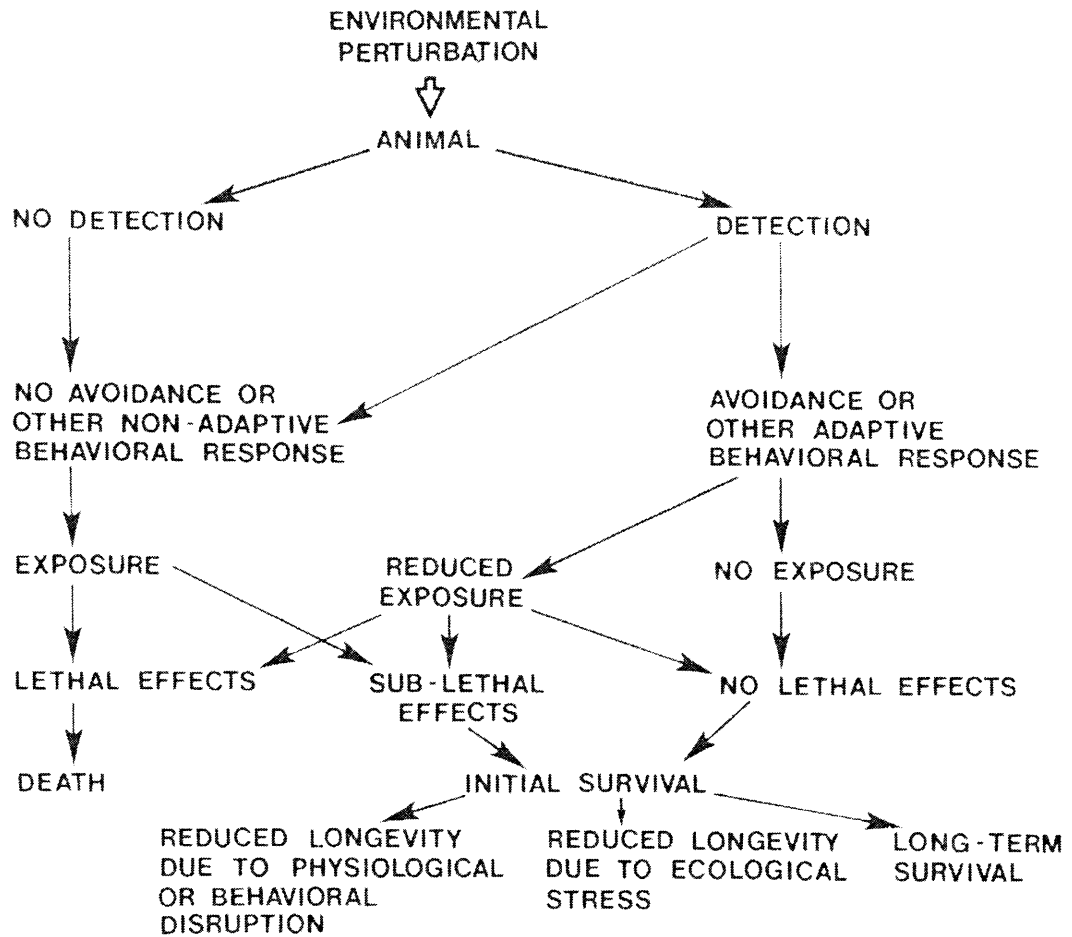 ENVIRONMENTAL
PERTURBATION
ANIMAL
NO DETECTION
DETECTION
NO AVOIDANCE OR
OTHER NON-ADAPTIVE
BEHAVIORAL RESPONSE
AVOIDANCE OR
OTHER ADAPTIVE
BEHAVIORAL RESPONSE
EXPOSURE
REDUCED
EXPOSURE
NO EXPOSURE
LETHAL EFFECTS
SUB-LETHAL
EFFECTS
NO LETHAL EFFECTS
DEATH
INITIAL SURVIVAL
REDUCED LONGEVITY
DUE TO PHYSIOLOGICAL
OR BEHAVIORAL
DISRUPTION
REDUCED LONGEVITY
DUE TO ECOLOGICAL
STRESS
LONG-TERM
SURVIVAL